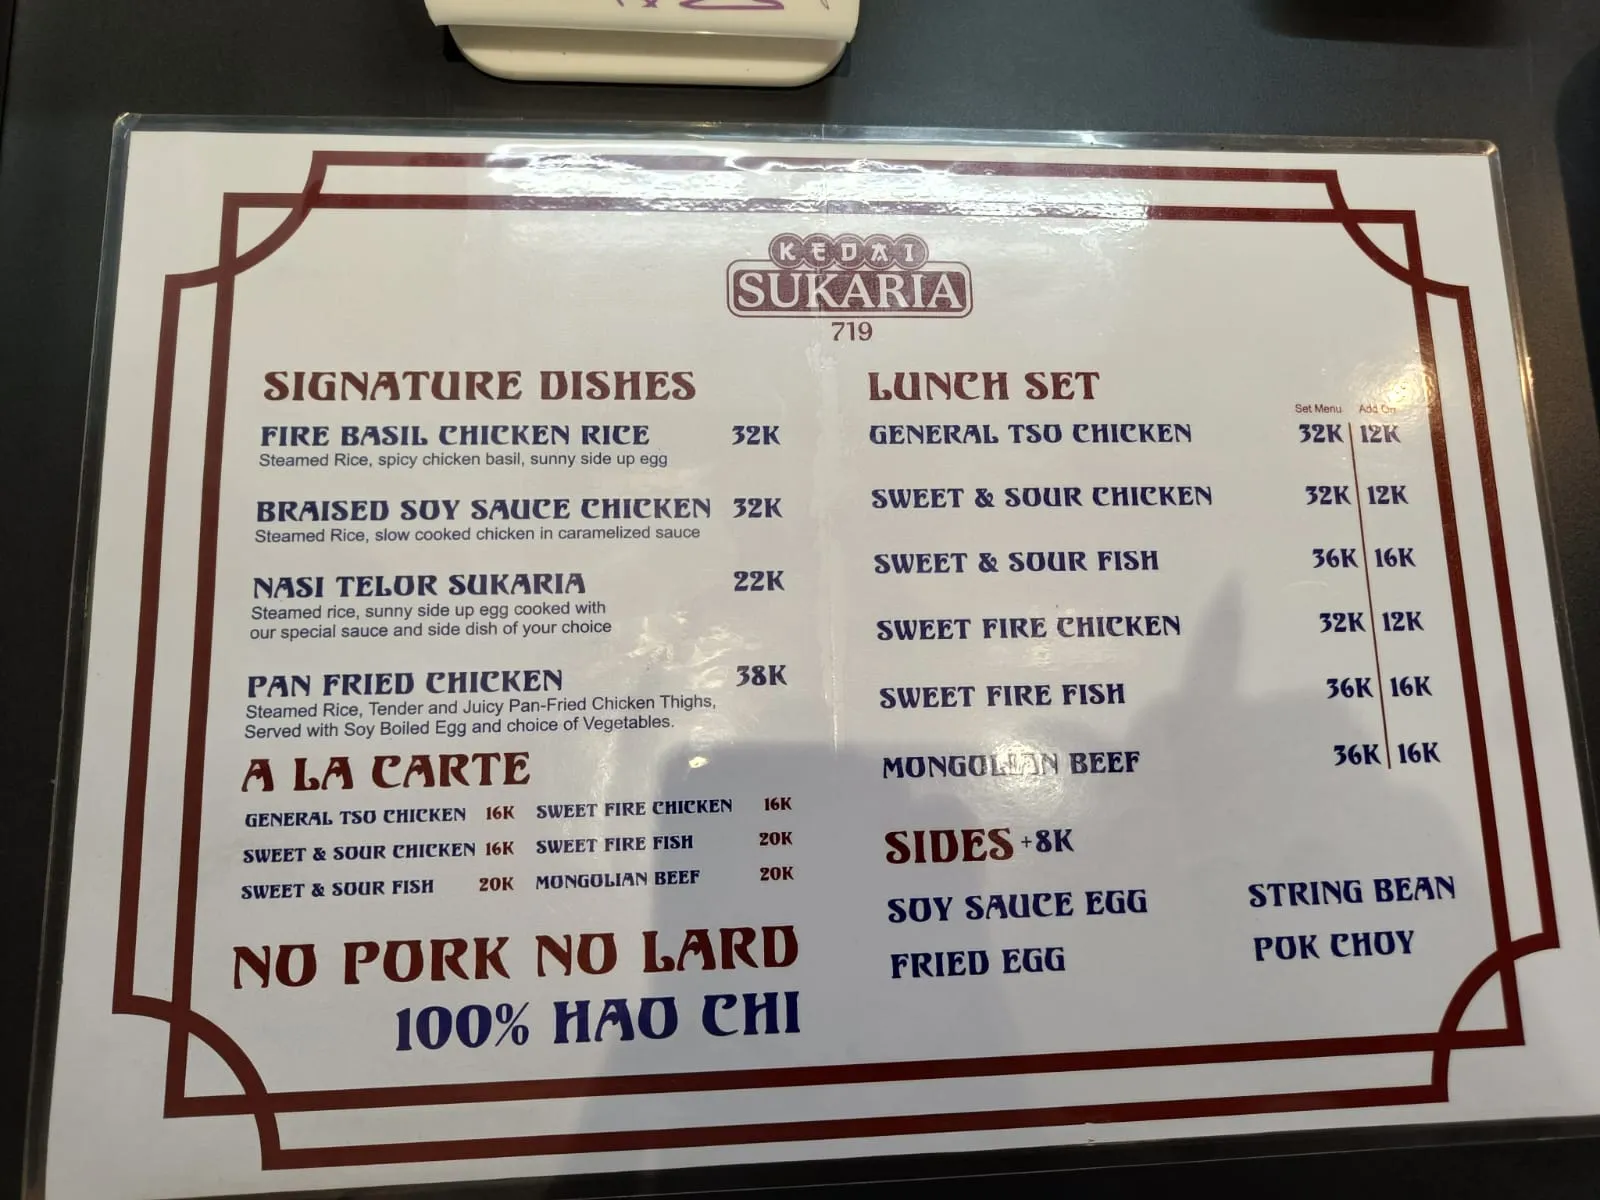 KEDAI
SUKARIA
719
SIGNATURE DISHES
FIRE BASIL CHICKEN RICE 32K
Steamed Rice, spicy chicken basil, sunny side up egg
BRAISED SOY SAUCE CHICKEN 32K
Steamed Rice, slow cooked chicken in caramelized sauce
NASI TELOR SUKARIA 22K
Steamed rice, sunny side up egg cooked with
our special sauce and side dish of your choice
PAN FRIED CHICKEN 38K
Steamed Rice, Tender and Juicy Pan-Fried Chicken Thighs,
Served with Soy Boiled Egg and choice of Vegetables.
A LA CARTE
GENERAL TSO CHICKEN 16K SWEET FIRE CHICKEN 16K
SWEET & SOUR CHICKEN 16K SWEET FIRE FISH 20K
SWEET & SOUR FISH 20K MONGOLIAN BEEF 20K
NO PORK NO LARD
100% HAO CHI
LUNCH SET
Set Menu Add On
GENERAL TSO CHICKEN 32K 12K
SWEET & SOUR CHICKEN 32K 12K
SWEET & SOUR FISH 36K 16K
SWEET FIRE CHICKEN 32K 12K
SWEET FIRE FISH 36K 16K
MONGOLIAN BEEF 36K 16K
SIDES +8K
SOY SAUCE EGG STRING BEAN
FRIED EGG POK CHOY